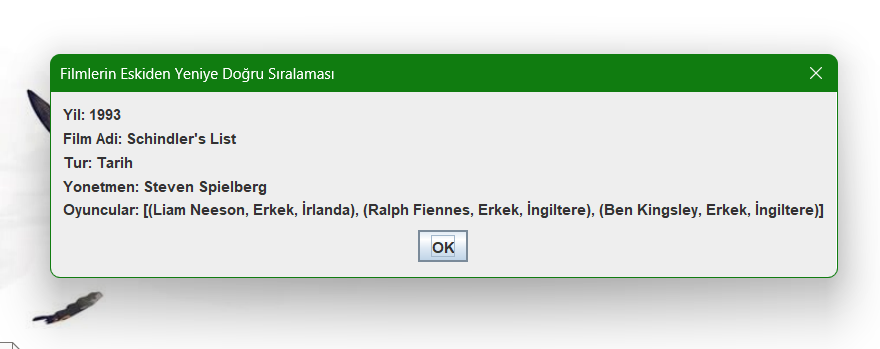 Filmlerin Eskiden Yeniye Doğru Sıralaması
Yil: 1993
Film Adi: Schindler's List
Tur: Tarih
Yonetmen: Steven Spielberg
Oyuncular: [(Liam Neeson, Erkek, İrlanda), (Ralph Fiennes, Erkek, İngiltere), (Ben Kingsley, Erkek, İngiltere)]
OK